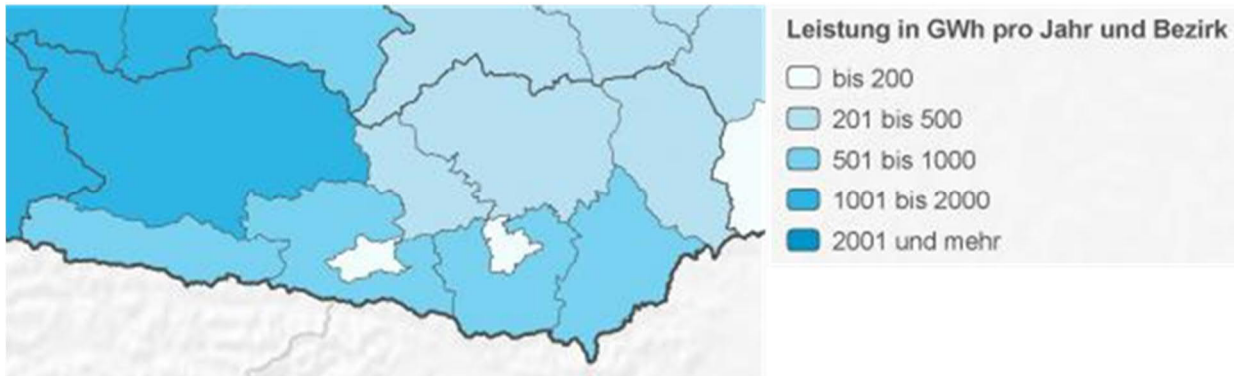 Leistung in GWh pro Jahr und Bezirk
bis 200
201 bis 500
501 bis 1000
1001 bis 2000
2001 und mehr